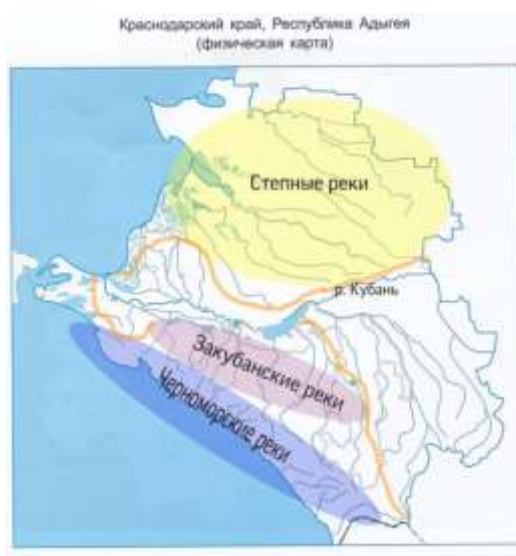 Краснодарский край, Республика Адыгея
(физическая карта)
Степные реки
р. Кубань
Закубанские реки
Черноморские реки